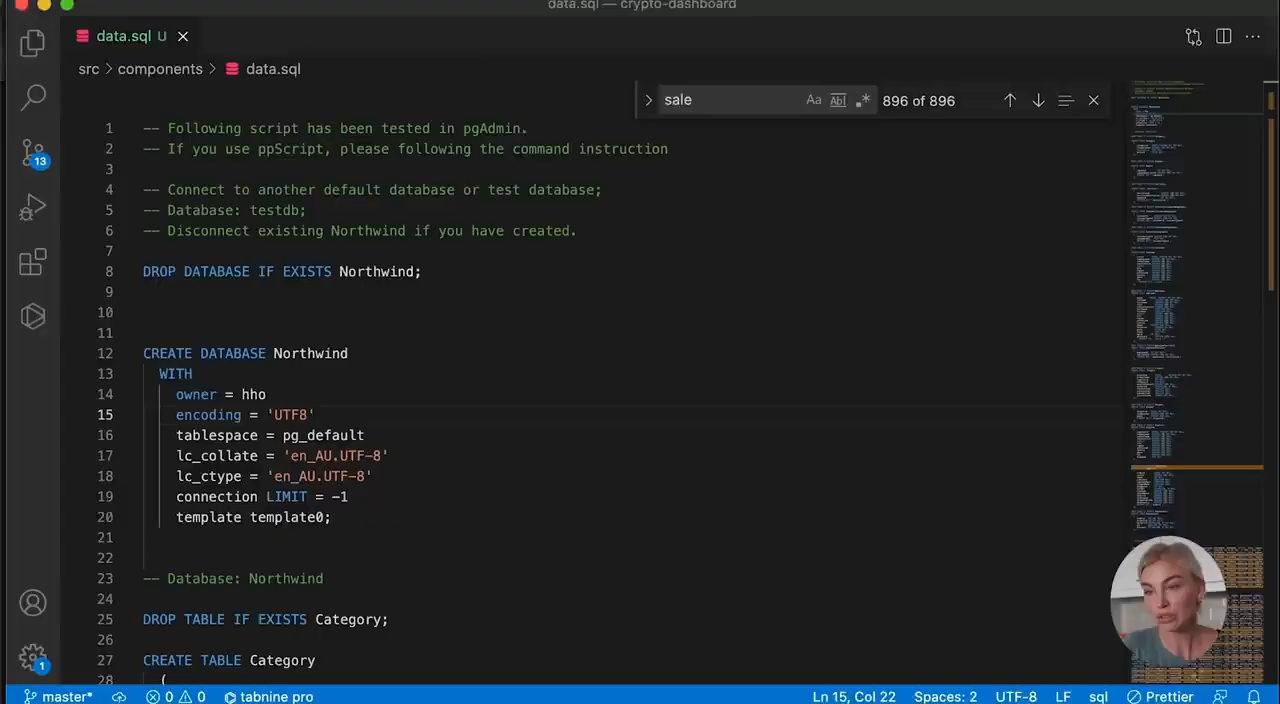 data.sql — crypto-dashboard
data.sql U
src > components > data.sql
sale
Aa Abl .* 896 of 896
1 -- Following script has been tested in pgAdmin.
2 -- If you use ppScript, please following the command instruction
3
4 -- Connect to another default database or test database;
5 -- Database: testdb;
6 -- Disconnect existing Northwind if you have created.
7
8 DROP DATABASE IF EXISTS Northwind;
9
10
11
12 CREATE DATABASE Northwind
13 WITH
14 owner = hho
15 encoding = 'UTF8'
16 tablespace = pg_default
17 lc_collate = 'en_AU.UTF-8'
18 lc_ctype = 'en_AU.UTF-8'
19 connection LIMIT = -1
20 template template0;
21
22
23 -- Database: Northwind
24
25 DROP TABLE IF EXISTS Category;
26
27 CREATE TABLE Category
28 (
13
1
master* 0 0 tabnine pro Ln 15, Col 22 Spaces: 2 UTF-8 LF sql Prettier